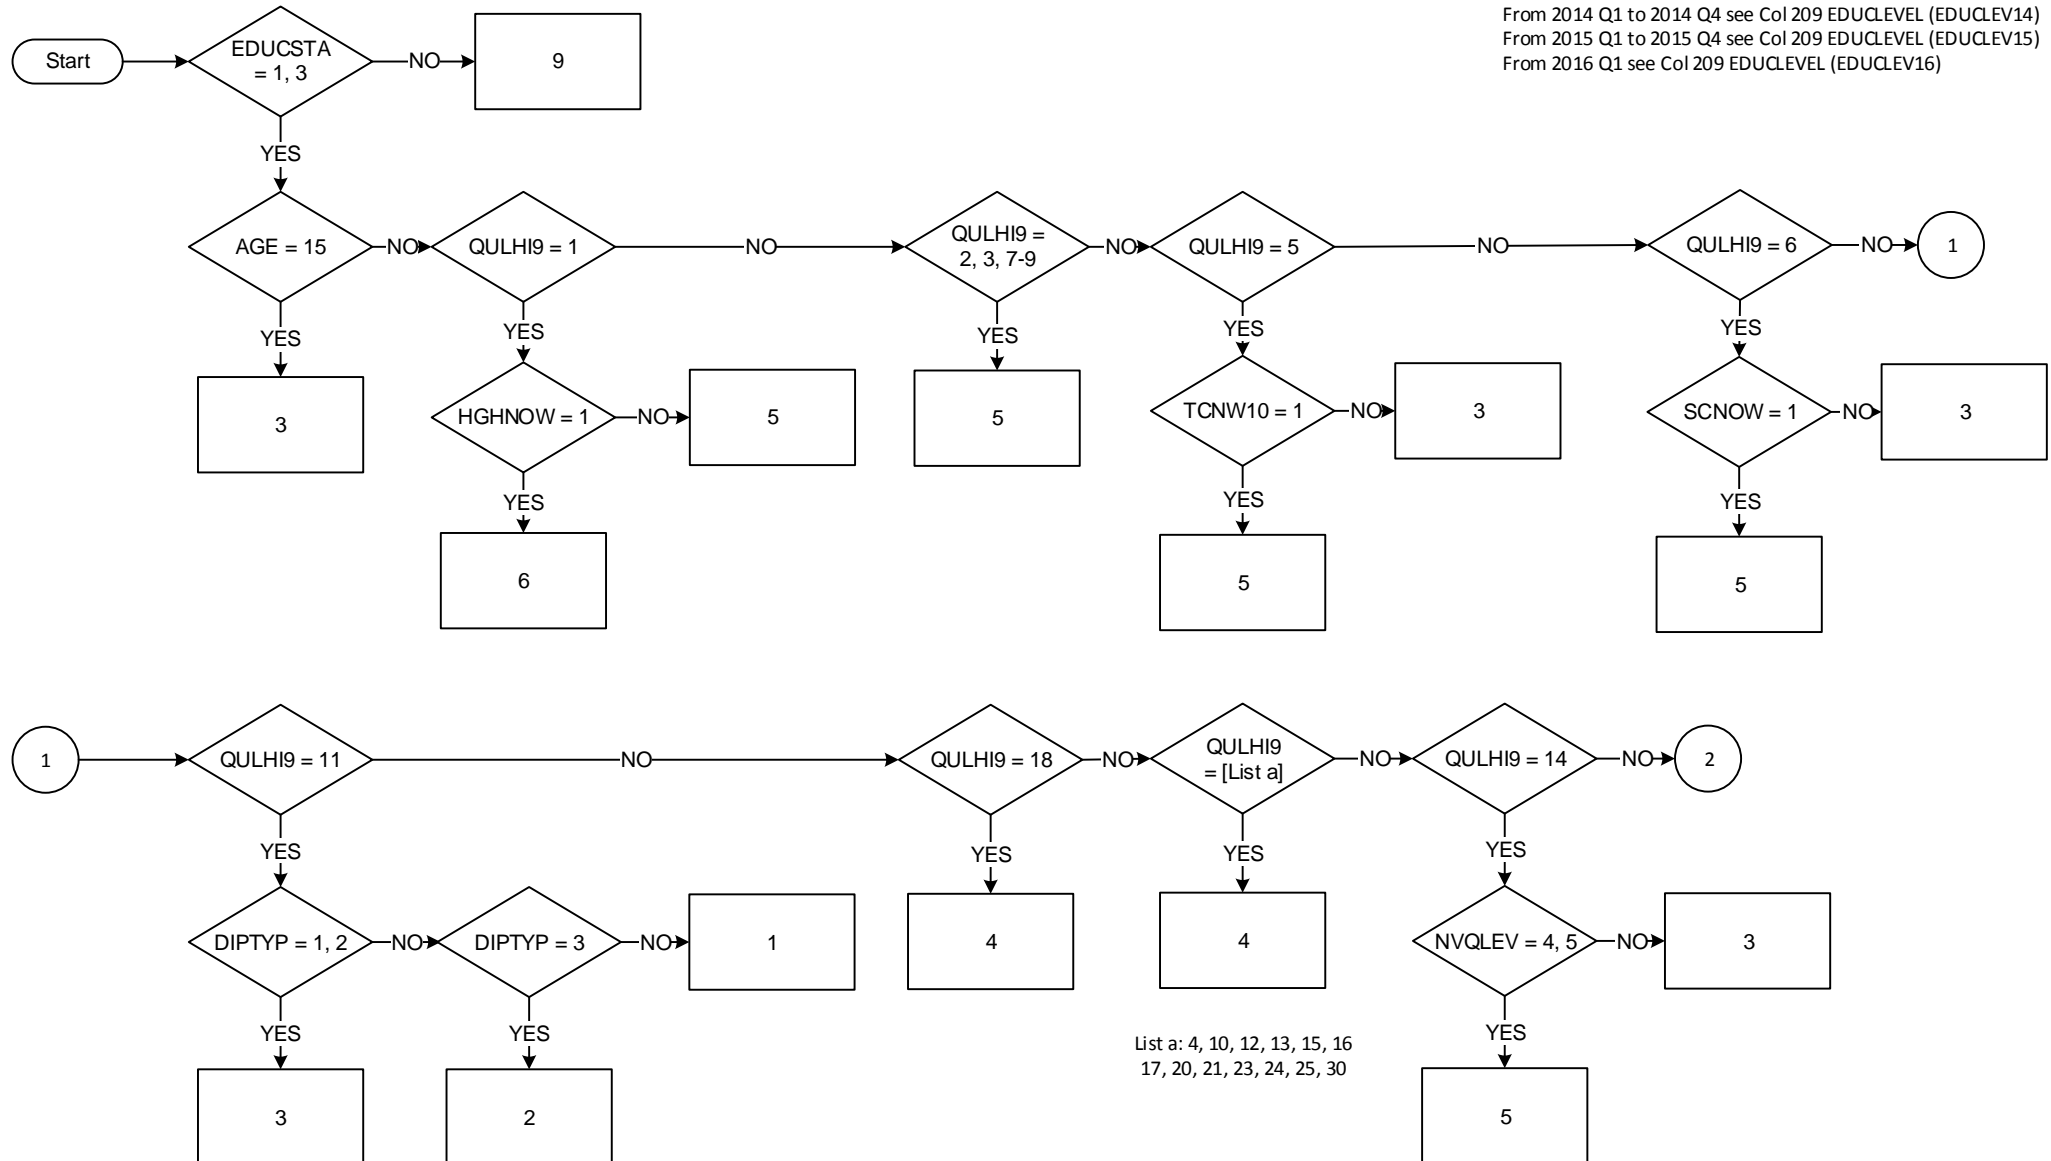 From 2014 Q1 to 2014 Q4 see Col 209 EDUCLEVEL (EDUCLEV14)
From 2015 Q1 to 2015 Q4 see Col 209 EDUCLEVEL (EDUCLEV15)
From 2016 Q1 see Col 209 EDUCLEVEL (EDUCLEV16)
Start
EDUCSTA
= 1, 3
NO
9
YES
AGE = 15
NO
QULHI9 = 1
NO
QULHI9 =
2, 3, 7-9
NO
QULHI9 = 5
NO
QULHI9 = 6
NO
1
YES
YES
YES
YES
YES
3
HGHNOW = 1
NO
5
5
TCNW10 = 1
NO
3
SCNOW = 1
NO
3
YES
YES
YES
6
5
5
1
QULHI9 = 11
NO
QULHI9 = 18
NO
QULHI9
= [List a]
NO
QULHI9 = 14
NO
2
YES
YES
YES
YES
DIPTYP = 1, 2
NO
DIPTYP = 3
NO
1
4
4
NVQLEV = 4, 5
NO
3
YES
YES
YES
List a: 4, 10, 12, 13, 15, 16
17, 20, 21, 23, 24, 25, 30
3
2
5